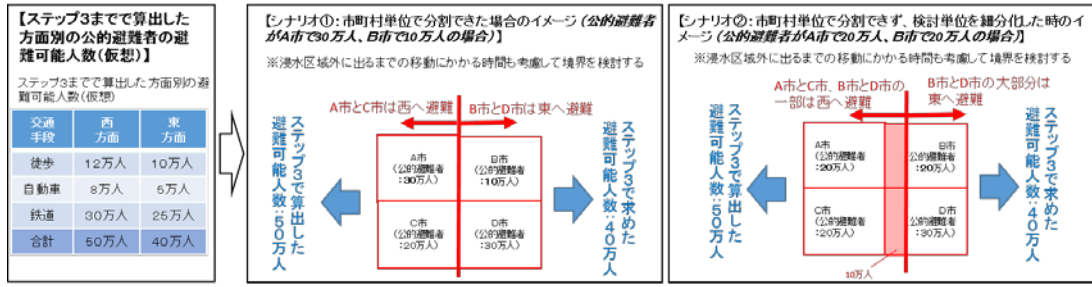 【ステップ3までで算出した
方面別の公的避難者の避
難可能人数(仮想)】
ステップ3までで算出した方面別の避
難可能人数(仮想)
交通
手段
西
方面
東
方面
徒歩 12万人 10万人
自動車 8万人 5万人
鉄道 30万人 25万人
合計 50万人 40万人
【シナリオ①:市町村単位で分割できた場合のイメージ(公的避難者
がA市で30万人、B市で10万人の場合)】
※浸水区域外に出るまでの移動にかかる時間も考慮して境界を検討する
A市とC市は西へ避難
B市とD市は東へ避難
ステップ3で算出した
避難可能人数:50万人
A市
(公的避難者
:30万人)
B市
(公的避難者
:10万人)
C市
(公的避難者
:20万人)
D市
(公的避難者
:30万人)
ステップ3で求めた
避難可能人数:40万人
【シナリオ②:市町村単位で分割できず、検討単位を細分化した時のイ
メージ(公的避難者がA市で20万人、B市で20万人の場合)】
※浸水区域外に出るまでの移動にかかる時間も考慮して境界を検討する
A市とC市、B市とD市の
一部は西へ避難
B市とD市の大部分は
東へ避難
ステップ3で算出した
避難可能人数:50万人
A市
(公的避難者
:20万人)
B市
(公的避難者
:20万人)
C市
(公的避難者
:20万人)
D市
(公的避難者
:30万人)
10万人
ステップ3で求めた
避難可能人数:40万人